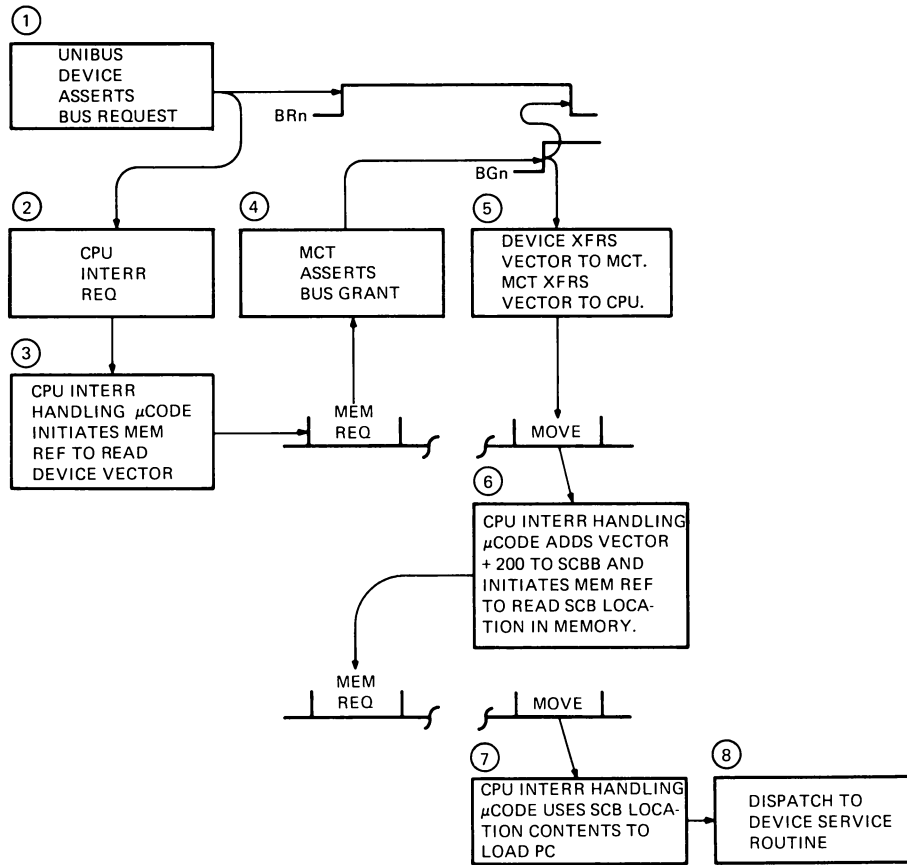 1
UNIBUS
DEVICE
ASSERTS
BUS REQUEST
BRn
BGn
2
CPU
INTERR
REQ
4
MCT
ASSERTS
BUS GRANT
5
DEVICE XFRS
VECTOR TO MCT.
MCT XFRS
VECTOR TO CPU.
3
CPU INTERR
HANDLING μCODE
INITIATES MEM
REF TO READ
DEVICE VECTOR
MEM
REQ
MOVE
6
CPU INTERR HANDLING
μCODE ADDS VECTOR
+ 200 TO SCBB AND
INITIATES MEM REF
TO READ SCB LOCA-
TION IN MEMORY.
MEM
REQ
MOVE
7
CPU INTERR HANDLING
μCODE USES SCB LOCA-
TION CONTENTS TO
LOAD PC
8
DISPATCH TO
DEVICE SERVICE
ROUTINE